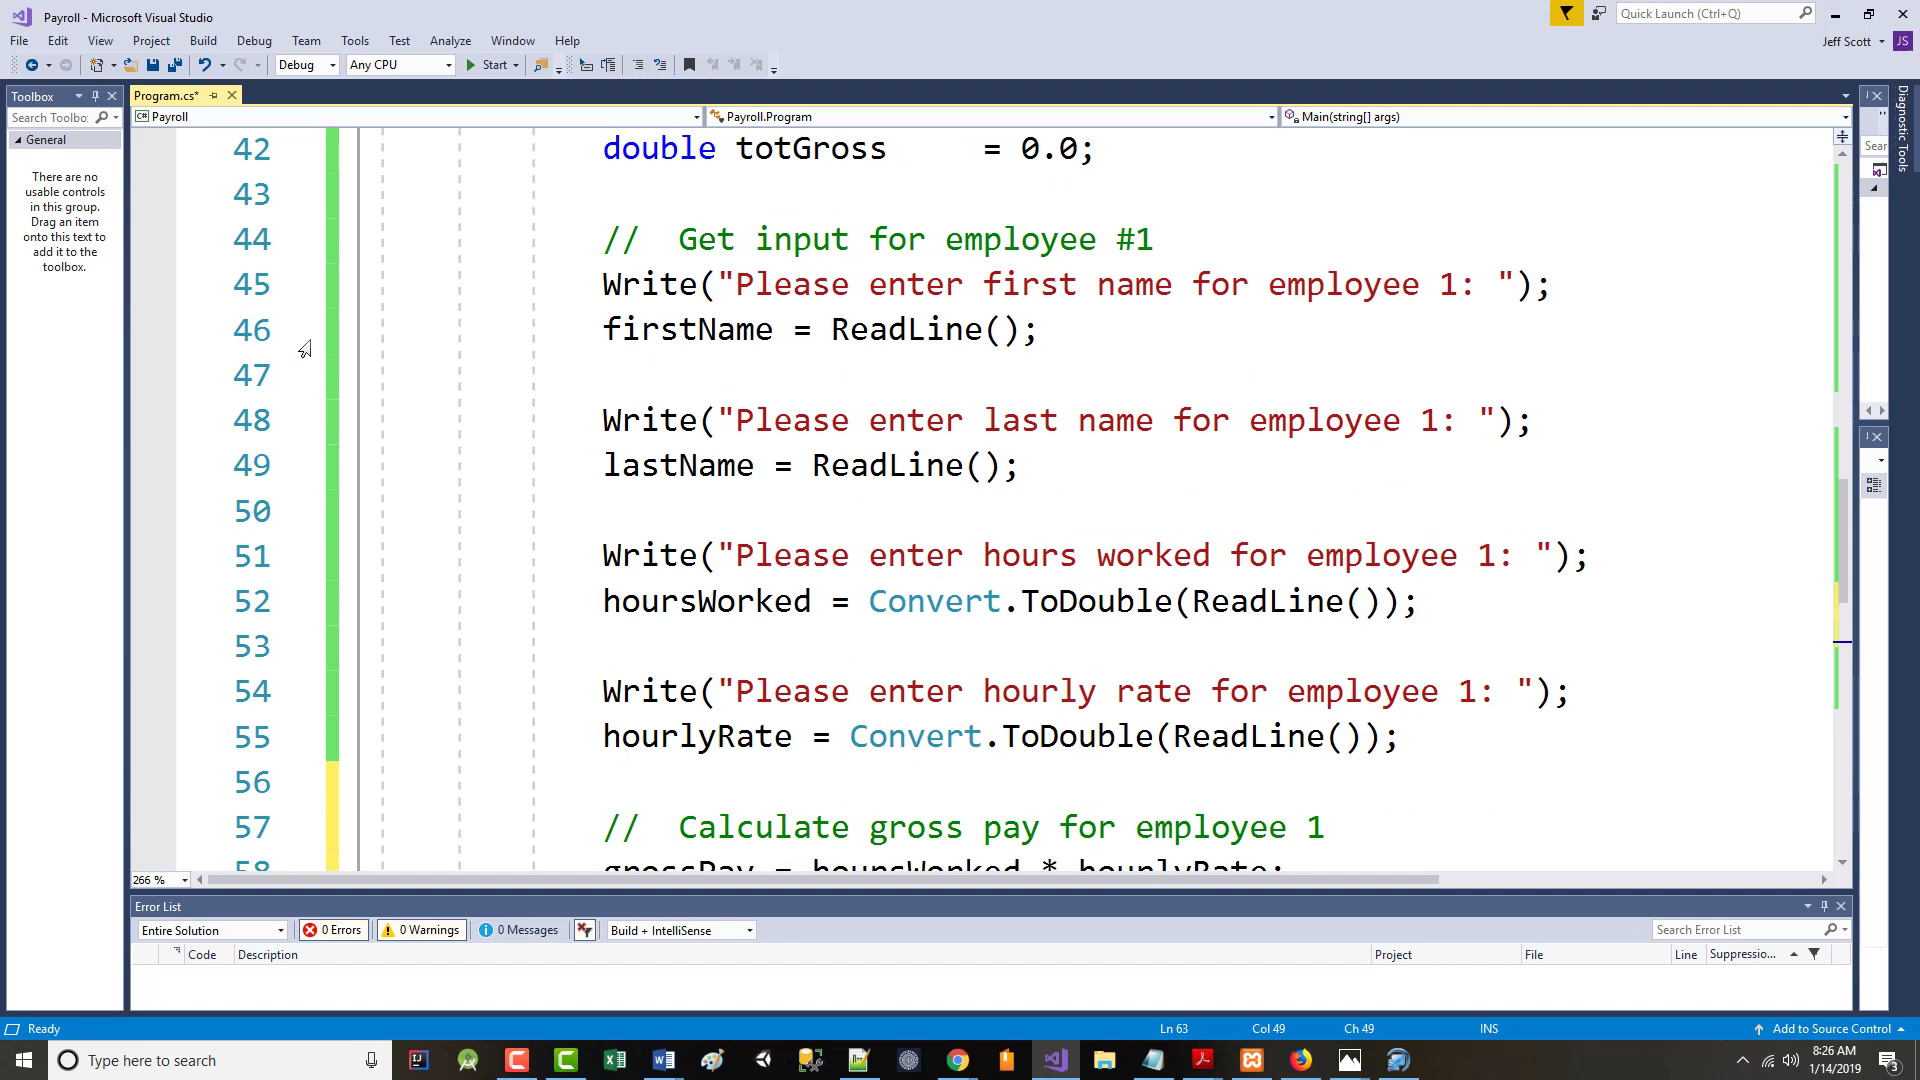 Payroll - Microsoft Visual Studio
Quick Launch (Ctrl+Q)
File Edit View Project Build Debug Team Tools Test Analyze Window Help
Jeff Scott JS
Debug Any CPU Start
Toolbox
Program.cs*
Search Toolbo
Payroll
Payroll.Program
Main(string[] args)
General
There are no
usable controls
in this group.
Drag an item
onto this text to
add it to the
toolbox.
Diagnostic Tools
Sear
42 double totGross = 0.0;
43
44 // Get input for employee #1
45 Write("Please enter first name for employee 1: ");
46 firstName = ReadLine();
47
48 Write("Please enter last name for employee 1: ");
49 lastName = ReadLine();
50
51 Write("Please enter hours worked for employee 1: ");
52 hoursWorked = Convert.ToDouble(ReadLine());
53
54 Write("Please enter hourly rate for employee 1: ");
55 hourlyRate = Convert.ToDouble(ReadLine());
56
57 // Calculate gross pay for employee 1
58 grossPay = hoursWorked * hourlyRate;
266 %
Error List
Entire Solution 0 Errors 0 Warnings 0 Messages Build + IntelliSense Search Error List
Code Description Project File Line Suppressio...
Ready Ln 63 Col 49 Ch 49 INS Add to Source Control
Type here to search
8:26 AM
1/14/2019
3